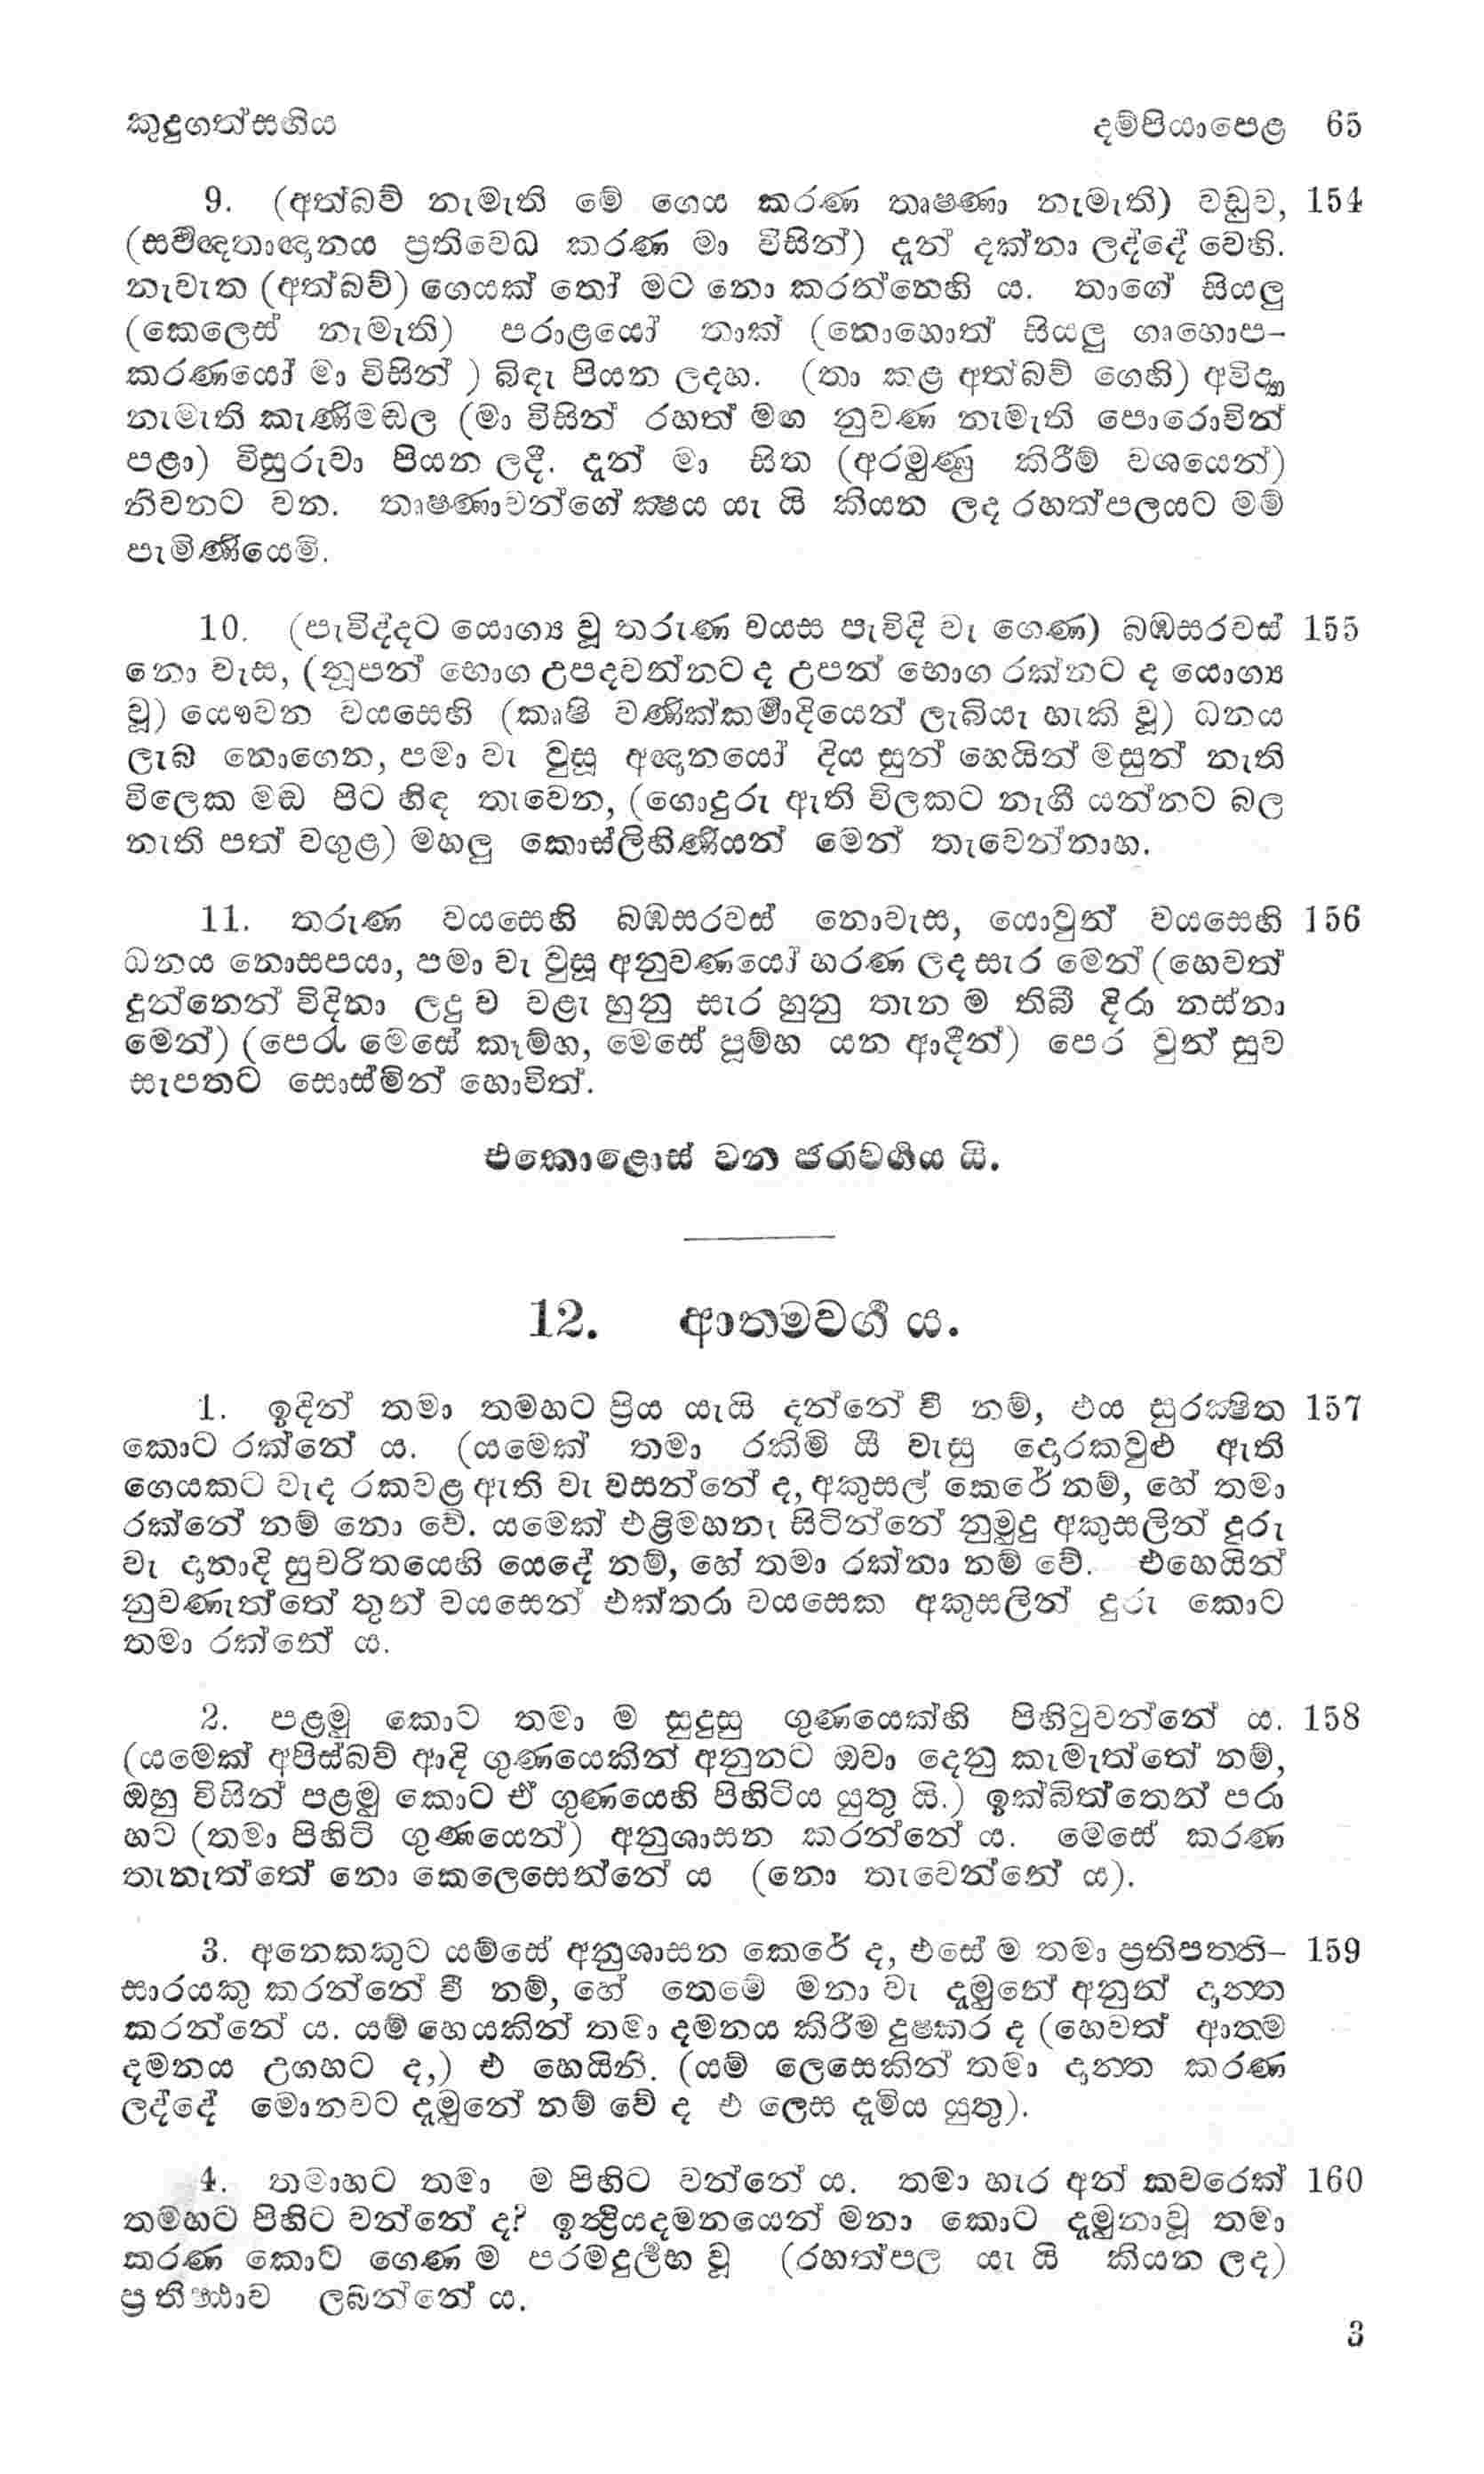 කුදුගත්සඟිය දම්පියාපෙළ 65
9. (අත්බව් නැමැති මේ ගෙය කරණ තෘෂ්ණා නැමැති) වඩුව, 154
(සර්වඥතාඥානය ප්‍රතිවෙධ කරණ මා විසින්) දැන් දක්නා ලද්දේ වෙහි.
නැවැත (අත්බව්) ගෙයක් තෝ මට නො කරන්නෙහි ය. තාගේ සියලු
(කෙලෙස් නැමැති) පරාළයෝ තාක් (නොහොත් සියලු ගෘහොප-
කරණයෝ මා විසින් ) බිඳැ පියන ලදහ. (තා කළ අත්බව් ගෙහි) අවිද්‍යා
නැමැති කැණිමඬල (මා විසින් රහත් මඟ නුවණ නැමැති පොරොවින්
පළා) විසුරුවා පියන ලදී. දැන් මා සිත (අරමුණු කිරීම් වශයෙන්)
නිවනට වන. තෘෂ්ණාවන්ගේ ක්‍ෂය යැ යි කියන ලද රහත්පලයට මම්
පැමිණියෙමි.
10. (පැවිද්දට යොග්‍ය වූ තරුණ වයස පැවිදි වැ ගෙණ) බඹසරවස් 155
නො වැස, (නූපන් භොග උපදවන්නට ද උපන් භොග රක්නට ද යොග්‍ය
වූ) යෞවන වයසෙහි (කෘෂි වණික්කර්මාදියෙන් ලැබියැ හැකි වූ) ධනය
ලැබ නොගෙන, පමා වැ වුසූ අඥානයෝ දිය සුන් හෙයින් මසුන් නැති
විලෙක මඬ පිට හිඳ තැවෙන, (ගොදුරු ඇති විලකට නැඟී යන්නට බල
නැති පත් වගුළ) මහලු කොස්ලිහිණියන් මෙන් තැවෙන්නාහ.
11. තරුණ වයසෙහි බඹසරවස් නොවැස, යොවුන් වයසෙහි 156
ධනය නොසපයා, පමා වැ වුසූ අනුවණයෝ හරණ ලද සැර මෙන් (හෙවත්
දුන්නෙන් විදිනා ලදු ව වළැ හුනු සැර හුනු තැන ම තිබී දිරා නස්නා
මෙන්) (පෙරැ මෙසේ කෑම්හ, මෙසේ පූම්හ යන ආදීන්) පෙර වුන් සුව
සැපතට සොස්මින් හොවිත්.
එකොළොස් වන ජරාවර්ගය යි.
12. ආත්මවර්ග ය.
1. ඉදින් තමා තමහට ප්‍රිය යැයි දන්නේ වී නම්, එය සුරක්‍ෂිත 157
කොට රක්නේ ය. (යමෙක් තමා රකිමි යී වැසු දොරකවුළු ඇති
ගෙයකට වැද රකවළ ඇති වැ වසන්නේ ද, අකුසල් කෙරේ නම්, හේ තමා
රක්නේ නම් නො වේ. යමෙක් එළිමහනැ සිටින්නේ නුමුදු අකුසලින් දුරු
වැ දානාදි සුචරිතයෙහි යෙදේ නම්, හේ තමා රක්නා නම් වේ. එහෙයින්
නුවණැත්තේ තුන් වයසෙන් එක්තරා වයසෙක අකුසලින් දුරු කොට
තමා රක්නේ ය.
2. පළමු කොට තමා ම සුදුසු ගුණයෙක්හි පිහිටුවන්නේ ය. 158
(යමෙක් අපිස්බව් ආදි ගුණයෙකින් අනුනට ඔවා දෙනු කැමැත්තේ නම්,
ඔහු විසින් පළමු කොට ඒ ගුණයෙහි පිහිටිය යුතු යි.) ඉක්බිත්තෙන් පරා
හට (තමා පිහිටි ගුණයෙන්) අනුශාසන කරන්නේ ය. මෙසේ කරණ
තැනැත්තේ නො කෙලෙසෙන්නේ ය (නො තැවෙන්නේ ය).
3. අනෙකකුට යම්සේ අනුශාසන කෙරේ ද, එසේ ම තමා ප්‍රතිපත්ති- 159
සාරයකු කරන්නේ වී නම්, හේ තෙමේ මනා වැ දැමුනේ අනුන් දාන්ත
කරන්නේ ය. යම් හෙයකින් තමා දමනය කිරීම දුෂ්කර ද (හෙවත් ආත්ම
දමනය උගහට ද,) එ හෙයිනි. (යම් ලෙසෙකින් තමා දාන්ත කරණ
ලද්දේ මොනවට දැමුනේ නම් වේ ද එ ලෙස දැමිය යුතු).
4. තමාහට තමා ම පිහිට වන්නේ ය. තමා හැර අන් කවරෙක් 160
තමහට පිහිට වන්නේ ද? ඉන්ද්‍රියදමනයෙන් මනා කොට දැමුනාවූ තමා
කරණ කොට ගෙණ ම පරමදුර්ලභ වූ (රහත්පල යැ යි කියන ලද)
ප්‍රතිෂ්ඨාව ලබන්නේ ය.
3